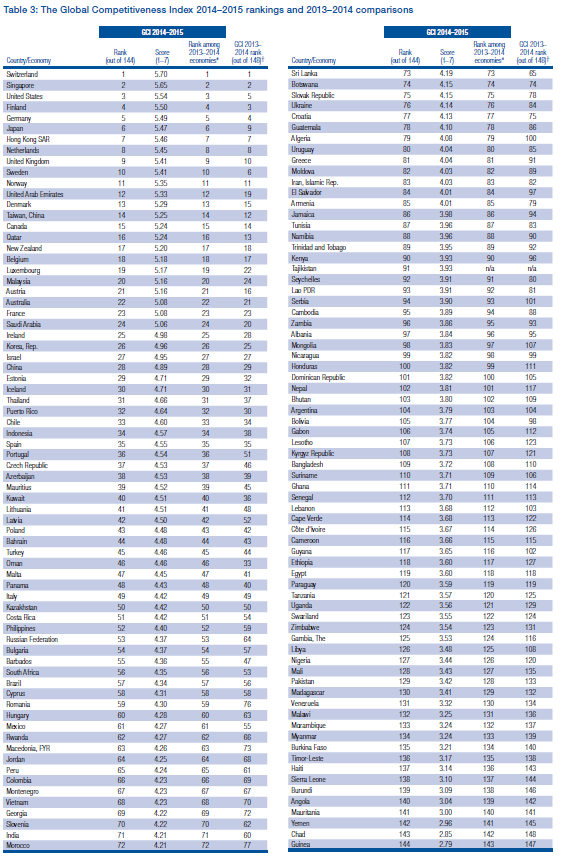 Table 3: The Global Competitiveness Index 2014–2015 rankings and 2013–2014 comparisons
GCI 2014–2015
Rank among GCI 2013–
Rank Score 2013–2014 2014 rank
Country/Economy (out of 144) (1–7) economies* (out of 148)†
Switzerland 1 5.70 1 1
Singapore 2 5.65 2 2
United States 3 5.54 3 5
Finland 4 5.50 4 3
Germany 5 5.49 5 4
Japan 6 5.47 6 9
Hong Kong SAR 7 5.46 7 7
Netherlands 8 5.45 8 8
United Kingdom 9 5.41 9 10
Sweden 10 5.41 10 6
Norway 11 5.35 11 11
United Arab Emirates 12 5.33 12 19
Denmark 13 5.29 13 15
Taiwan, China 14 5.25 14 12
Canada 15 5.24 15 14
Qatar 16 5.24 16 13
New Zealand 17 5.20 17 18
Belgium 18 5.18 18 17
Luxembourg 19 5.17 19 22
Malaysia 20 5.16 20 24
Austria 21 5.16 21 16
Australia 22 5.08 22 21
France 23 5.08 23 23
Saudi Arabia 24 5.06 24 20
Ireland 25 4.98 25 28
Korea, Rep. 26 4.96 26 25
Israel 27 4.95 27 27
China 28 4.89 28 29
Estonia 29 4.71 29 32
Iceland 30 4.71 30 31
Thailand 31 4.66 31 37
Puerto Rico 32 4.64 32 30
Chile 33 4.60 33 34
Indonesia 34 4.57 34 38
Spain 35 4.55 35 35
Portugal 36 4.54 36 51
Czech Republic 37 4.53 37 46
Azerbaijan 38 4.53 38 39
Mauritius 39 4.52 39 45
Kuwait 40 4.51 40 36
Lithuania 41 4.51 41 48
Latvia 42 4.50 42 52
Poland 43 4.48 43 42
Bahrain 44 4.48 44 43
Turkey 45 4.46 45 44
Oman 46 4.46 46 33
Malta 47 4.45 47 41
Panama 48 4.43 48 40
Italy 49 4.42 49 49
Kazakhstan 50 4.42 50 50
Costa Rica 51 4.42 51 54
Philippines 52 4.40 52 59
Russian Federation 53 4.37 53 64
Bulgaria 54 4.37 54 57
Barbados 55 4.36 55 47
South Africa 56 4.35 56 53
Brazil 57 4.34 57 56
Cyprus 58 4.31 58 58
Romania 59 4.30 59 76
Hungary 60 4.28 60 63
Mexico 61 4.27 61 55
Rwanda 62 4.27 62 66
Macedonia, FYR 63 4.26 63 73
Jordan 64 4.25 64 68
Peru 65 4.24 65 61
Colombia 66 4.23 66 69
Montenegro 67 4.23 67 67
Vietnam 68 4.23 68 70
Georgia 69 4.22 69 72
Slovenia 70 4.22 70 62
India 71 4.21 71 60
Morocco 72 4.21 72 77
GCI 2014–2015
Rank among GCI 2013–
Rank Score 2013–2014 2014 rank
Country/Economy (out of 144) (1–7) economies* (out of 148)†
Sri Lanka 73 4.19 73 65
Botswana 74 4.15 74 74
Slovak Republic 75 4.15 75 78
Ukraine 76 4.14 76 84
Croatia 77 4.13 77 75
Guatemala 78 4.10 78 86
Algeria 79 4.08 79 100
Uruguay 80 4.04 80 85
Greece 81 4.04 81 91
Moldova 82 4.03 82 89
Iran, Islamic Rep. 83 4.03 83 82
El Salvador 84 4.01 84 97
Armenia 85 4.01 85 79
Jamaica 86 3.98 86 94
Tunisia 87 3.96 87 83
Namibia 88 3.96 88 90
Trinidad and Tobago 89 3.95 89 92
Kenya 90 3.93 90 96
Tajikistan 91 3.93 n/a n/a
Seychelles 92 3.91 91 80
Lao PDR 93 3.91 92 81
Serbia 94 3.90 93 101
Cambodia 95 3.89 94 88
Zambia 96 3.86 95 93
Albania 97 3.84 96 95
Mongolia 98 3.83 97 107
Nicaragua 99 3.82 98 99
Honduras 100 3.82 99 111
Dominican Republic 101 3.82 100 105
Nepal 102 3.81 101 117
Bhutan 103 3.80 102 109
Argentina 104 3.79 103 104
Bolivia 105 3.77 104 98
Gabon 106 3.74 105 112
Lesotho 107 3.73 106 123
Kyrgyz Republic 108 3.73 107 121
Bangladesh 109 3.72 108 110
Suriname 110 3.71 109 106
Ghana 111 3.71 110 114
Senegal 112 3.70 111 113
Lebanon 113 3.68 112 103
Cape Verde 114 3.68 113 122
Côte d'Ivoire 115 3.67 114 126
Cameroon 116 3.66 115 115
Guyana 117 3.65 116 102
Ethiopia 118 3.60 117 127
Egypt 119 3.60 118 118
Paraguay 120 3.59 119 119
Tanzania 121 3.57 120 125
Uganda 122 3.56 121 129
Swaziland 123 3.55 122 124
Zimbabwe 124 3.54 123 131
Gambia, The 125 3.53 124 116
Libya 126 3.48 125 108
Nigeria 127 3.44 126 120
Mali 128 3.43 127 135
Pakistan 129 3.42 128 133
Madagascar 130 3.41 129 132
Venezuela 131 3.32 130 134
Malawi 132 3.25 131 136
Mozambique 133 3.24 132 137
Myanmar 134 3.24 133 139
Burkina Faso 135 3.21 134 140
Timor-Leste 136 3.17 135 138
Haiti 137 3.14 136 143
Sierra Leone 138 3.10 137 144
Burundi 139 3.09 138 146
Angola 140 3.04 139 142
Mauritania 141 3.00 140 141
Yemen 142 2.96 141 145
Chad 143 2.85 142 148
Guinea 144 2.79 143 147